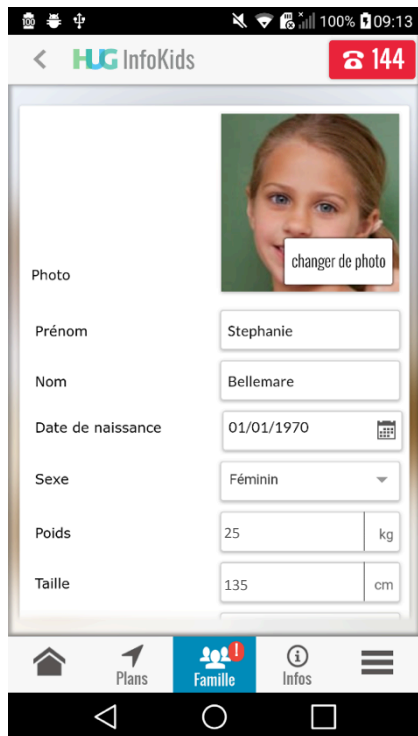 100% 09:13
HUG InfoKids
144
changer de photo
Photo
Prénom
Stephanie
Nom
Bellemare
Date de naissance
01/01/1970
Sexe
Féminin
Poids
25
kg
Taille
135
cm
!
Plans
Famille
Infos